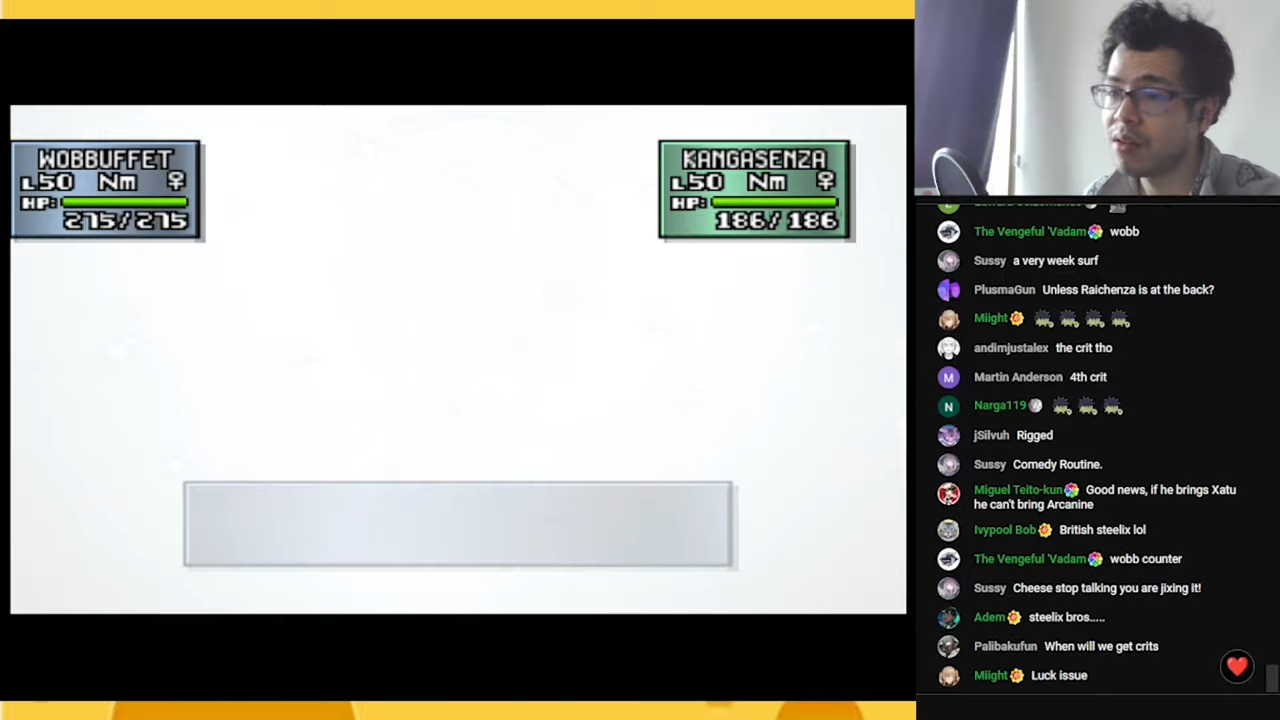 WOBBUFFET
L50 Nm ♀
HP:
275/275
KANGASENZA
L50 Nm ♀
HP:
186/186
The Vengeful 'Vadam wobb
Sussy a very week surf
PlusmaGun Unless Raichenza is at the back?
Miight
andimjustalex the crit tho
Martin Anderson 4th crit
Narga119
jSilvuh Rigged
Sussy Comedy Routine.
Miguel Teito-kun Good news, if he brings Xatu
he can't bring Arcanine
Ivypool Bob British steelix lol
The Vengeful 'Vadam wobb counter
Sussy Cheese stop talking you are jixing it!
Adem steelix bros.....
Palibakufun When will we get crits
Miight Luck issue